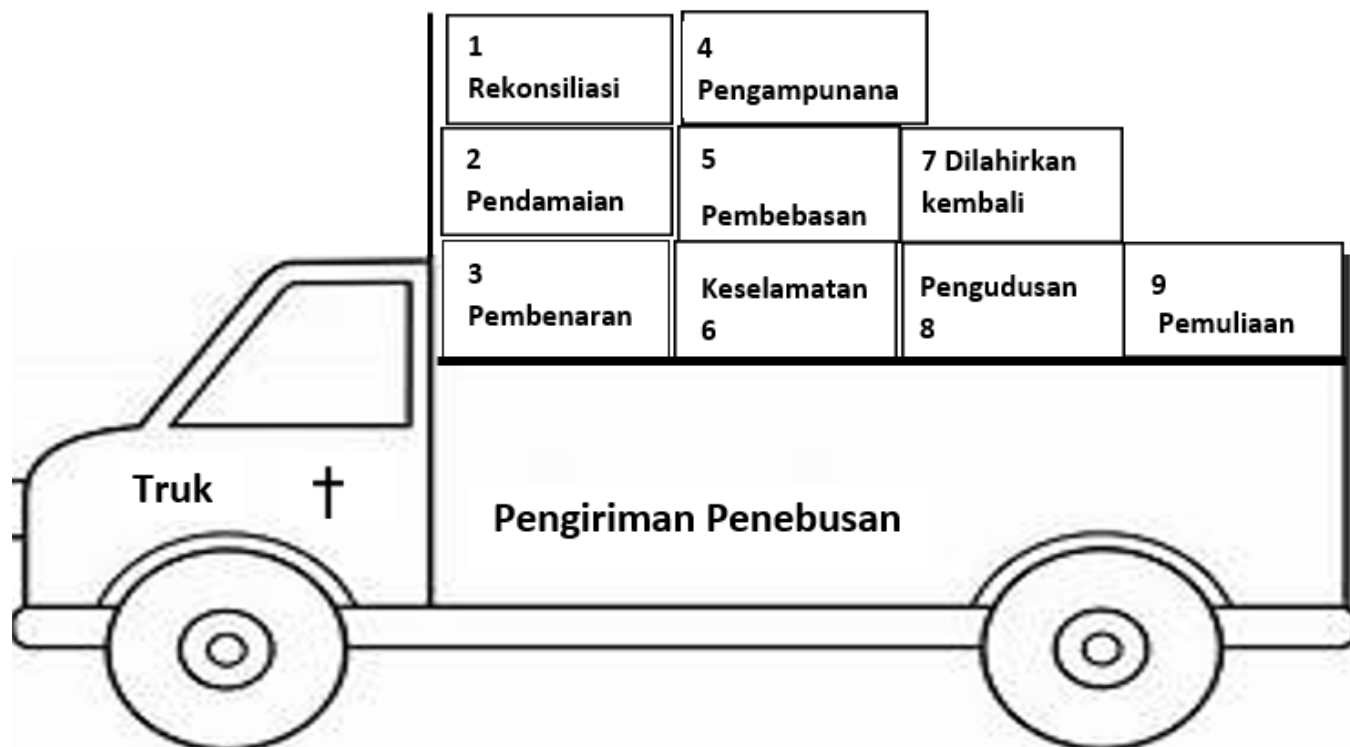 1
Rekonsiliasi
4
Pengampunana
2
Pendamaian
5
Pembebasan
7 Dilahirkan
kembali
3
Pembenaran
Keselamatan
6
Pengudusan
8
9
Pemuliaan
Truk
Pengiriman Penebusan